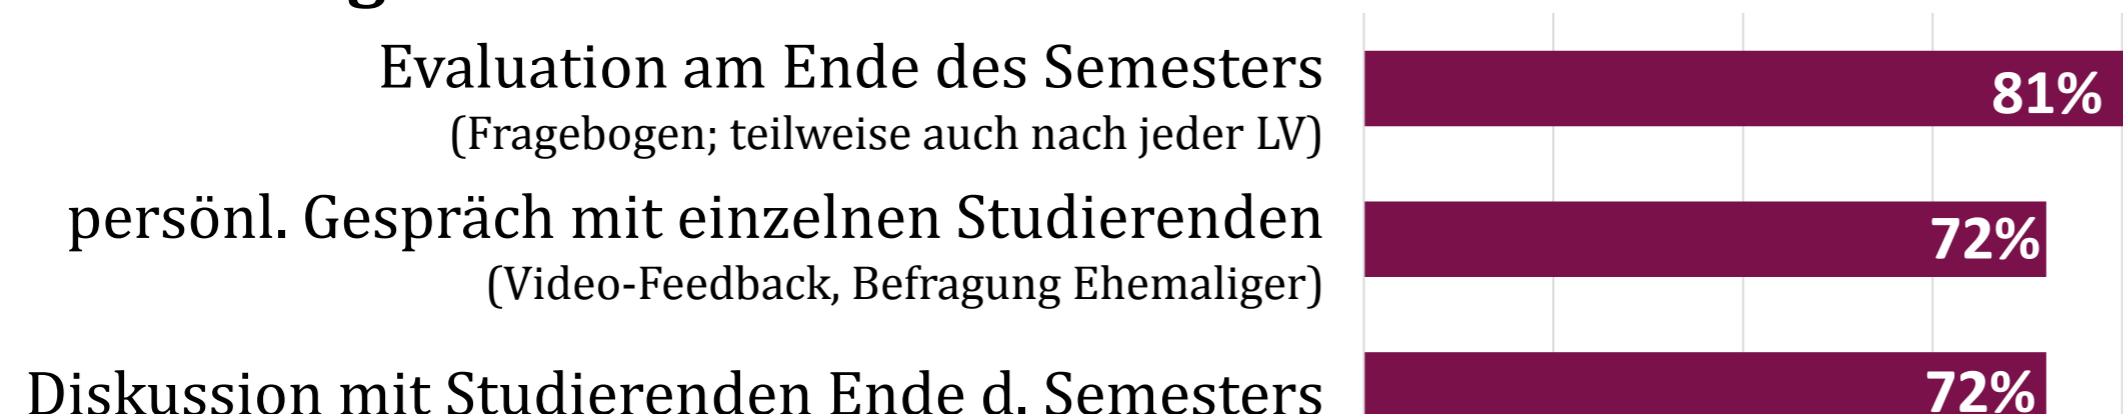 Evaluation am Ende des Semesters
81%
(Fragebogen; teilweise auch nach jeder LV)
persönl. Gespräch mit einzelnen Studierenden
72%
(Video-Feedback, Befragung Ehemaliger)
Diskussion mit Studierenden Ende d. Semesters
72%